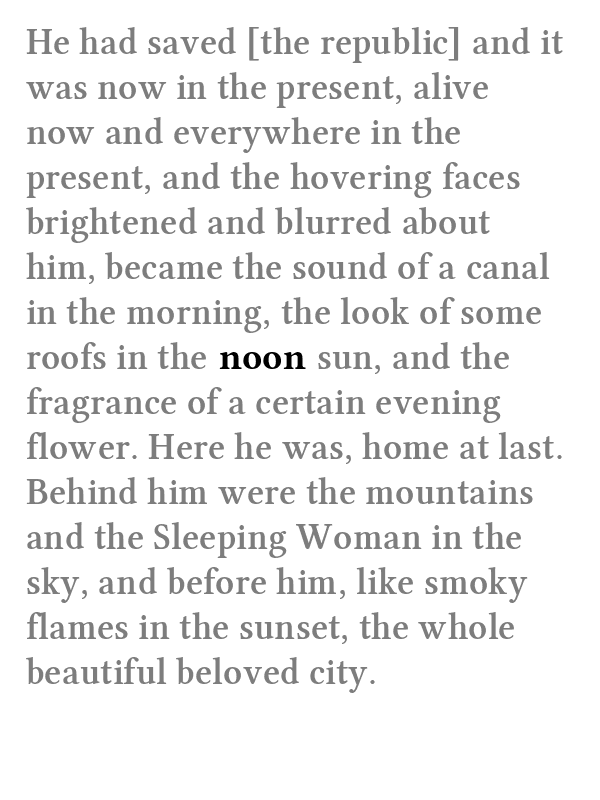 He had saved [the republic] and it
was now in the present, alive
now and everywhere in the
present, and the hovering faces
brightened and blurred about
him, became the sound of a canal
in the morning, the look of some
roofs in the noon sun, and the
fragrance of a certain evening
flower. Here he was, home at last.
Behind him were the mountains
and the Sleeping Woman in the
sky, and before him, like smoky
flames in the sunset, the whole
beautiful beloved city.